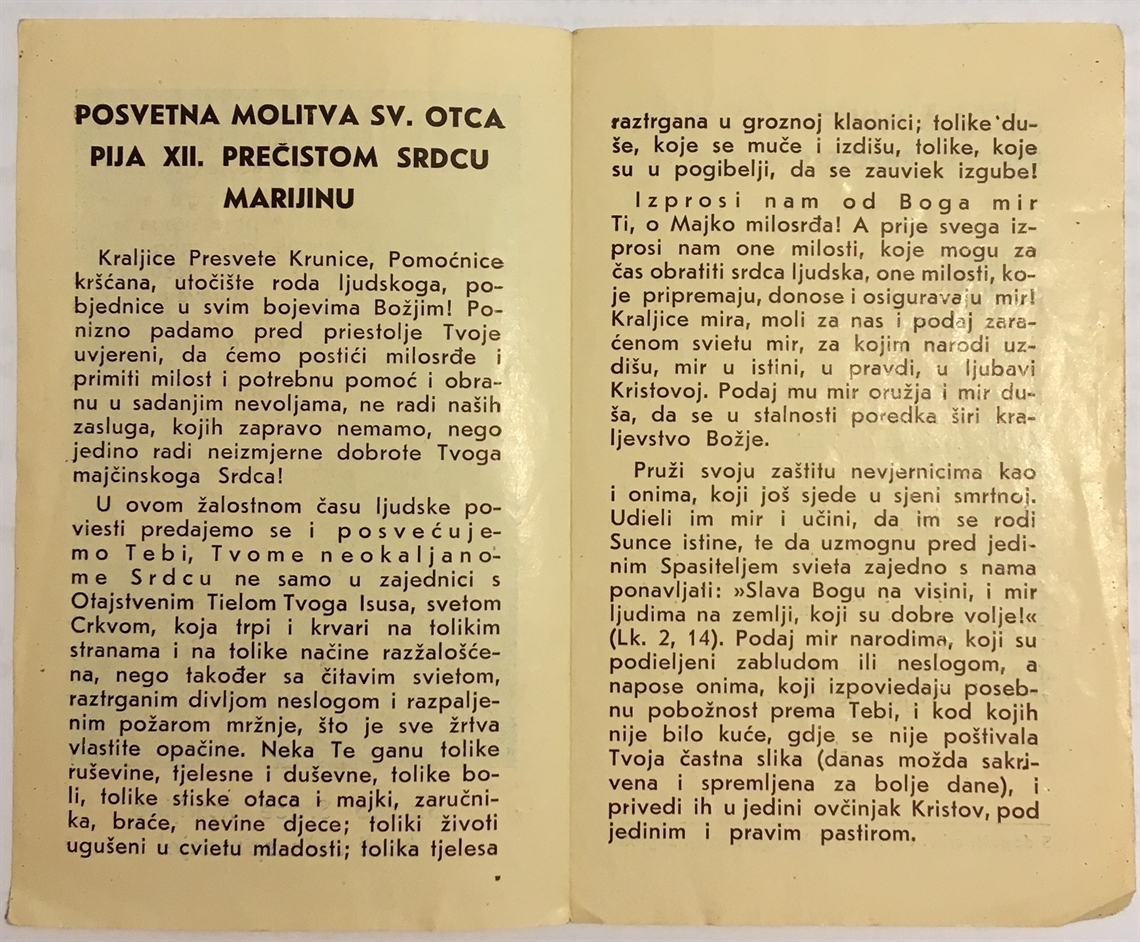 POSVETNA MOLITVA SV. OTCA
PIJA XII. PREČISTOM SRDCU
MARIJINU
Kraljice Presvete Krunice, Pomoćnice
kršćana, utočište roda ljudskoga, po-
bjednice u svim bojevima Božjim! Po-
nizno padamo pred priestolje Tvoje
uvjereni, da ćemo postići milosrđe i
primiti milost i potrebnu pomoć i obra-
nu u sadanjim nevoljama, ne radi naših
zasluga, kojih zapravo nemamo, nego
jedino radi neizmjerne dobrote Tvoga
majčinskoga Srdca!
U ovom žalostnom času ljudske po-
viesti predajemo se i posvećuje-
mo Tebi, Tvome neokaljano-
me Srdcu ne samo u zajednici s
Otajstvenim Tielom Tvoga Isusa, svetom
Crkvom, koja trpi i krvari na tolikim
stranama i na tolike načine razžalošće-
na, nego također sa čitavim svietom,
raztrganim divljom neslogom i razpalje-
nim požarom mržnje, što je sve žrtva
vlastite opačine. Neka Te ganu tolike
ruševine, tjelesne i duševne, tolike bo-
li, tolike stiske otaca i majki, zaručni-
ka, braće, nevine djece; toliki životi
ugušeni u cvietu mladosti; tolika tjelesa
raztrgana u groznoj klaonici; tolike du-
še, koje se muče i izdišu, tolike, koje
su u pogibelji, da se zauviek izgube!
Izprosi nam od Boga mir
Ti, o Majko milosrđa! A prije svega iz-
prosi nam one milosti, koje mogu za
čas obratiti srdca ljudska, one milosti, ko-
je pripremaju, donose i osiguravaju mir!
Kraljice mira, moli za nas i podaj zara-
ćenom svietu mir, za kojim narodi uz-
dišu, mir u istini, u pravdi, u ljubavi
Kristovoj. Podaj mu mir oružja i mir du-
ša, da se u stalnosti poredka širi kra-
ljevstvo Božje.
Pruži svoju zaštitu nevjernicima kao
i onima, koji još sjede u sjeni smrtnoj.
Udieli im mir i učini, da im se rodi
Sunce istine, te da uzmognu pred jedi-
nim Spasiteljem svieta zajedno s nama
ponavljati: »Slava Bogu na visini, i mir
ljudima na zemlji, koji su dobre volje!«
(Lk. 2, 14). Podaj mir narodima, koji su
podieljeni zabludom ili neslogom, a
napose onima, koji izpoviedaju poseb-
nu pobožnost prema Tebi, i kod kojih
nije bilo kuće, gdje se nije poštivala
Tvoja častna slika (danas možda sakri-
vena i spremljena za bolje dane), i
privedi ih u jedini ovčinjak Kristov, pod
jedinim i pravim pastirom.